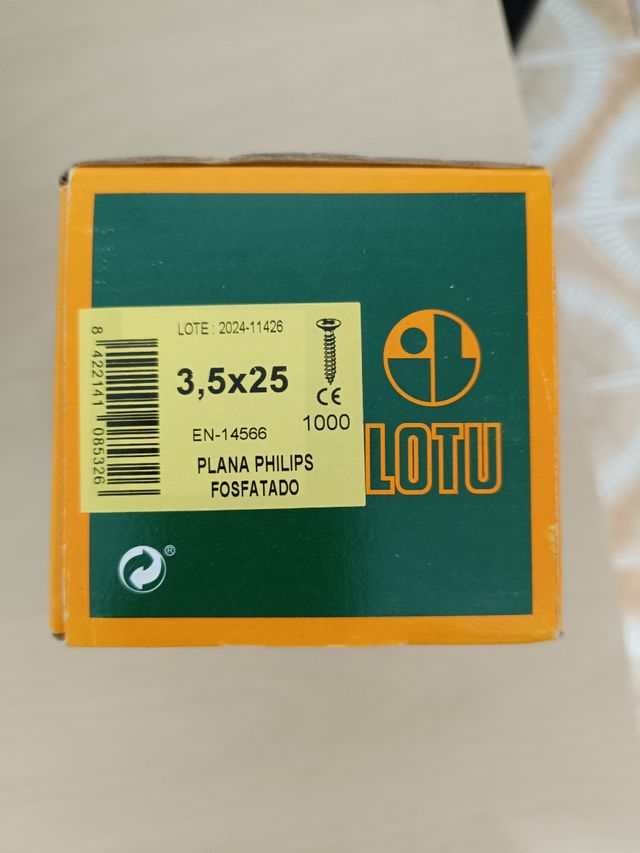 LOTE : 2024-11426
3,5x25
CE
1000
EN-14566
PLANA PHILIPS
FOSFATADO
8 422141 085326
LOTU
®